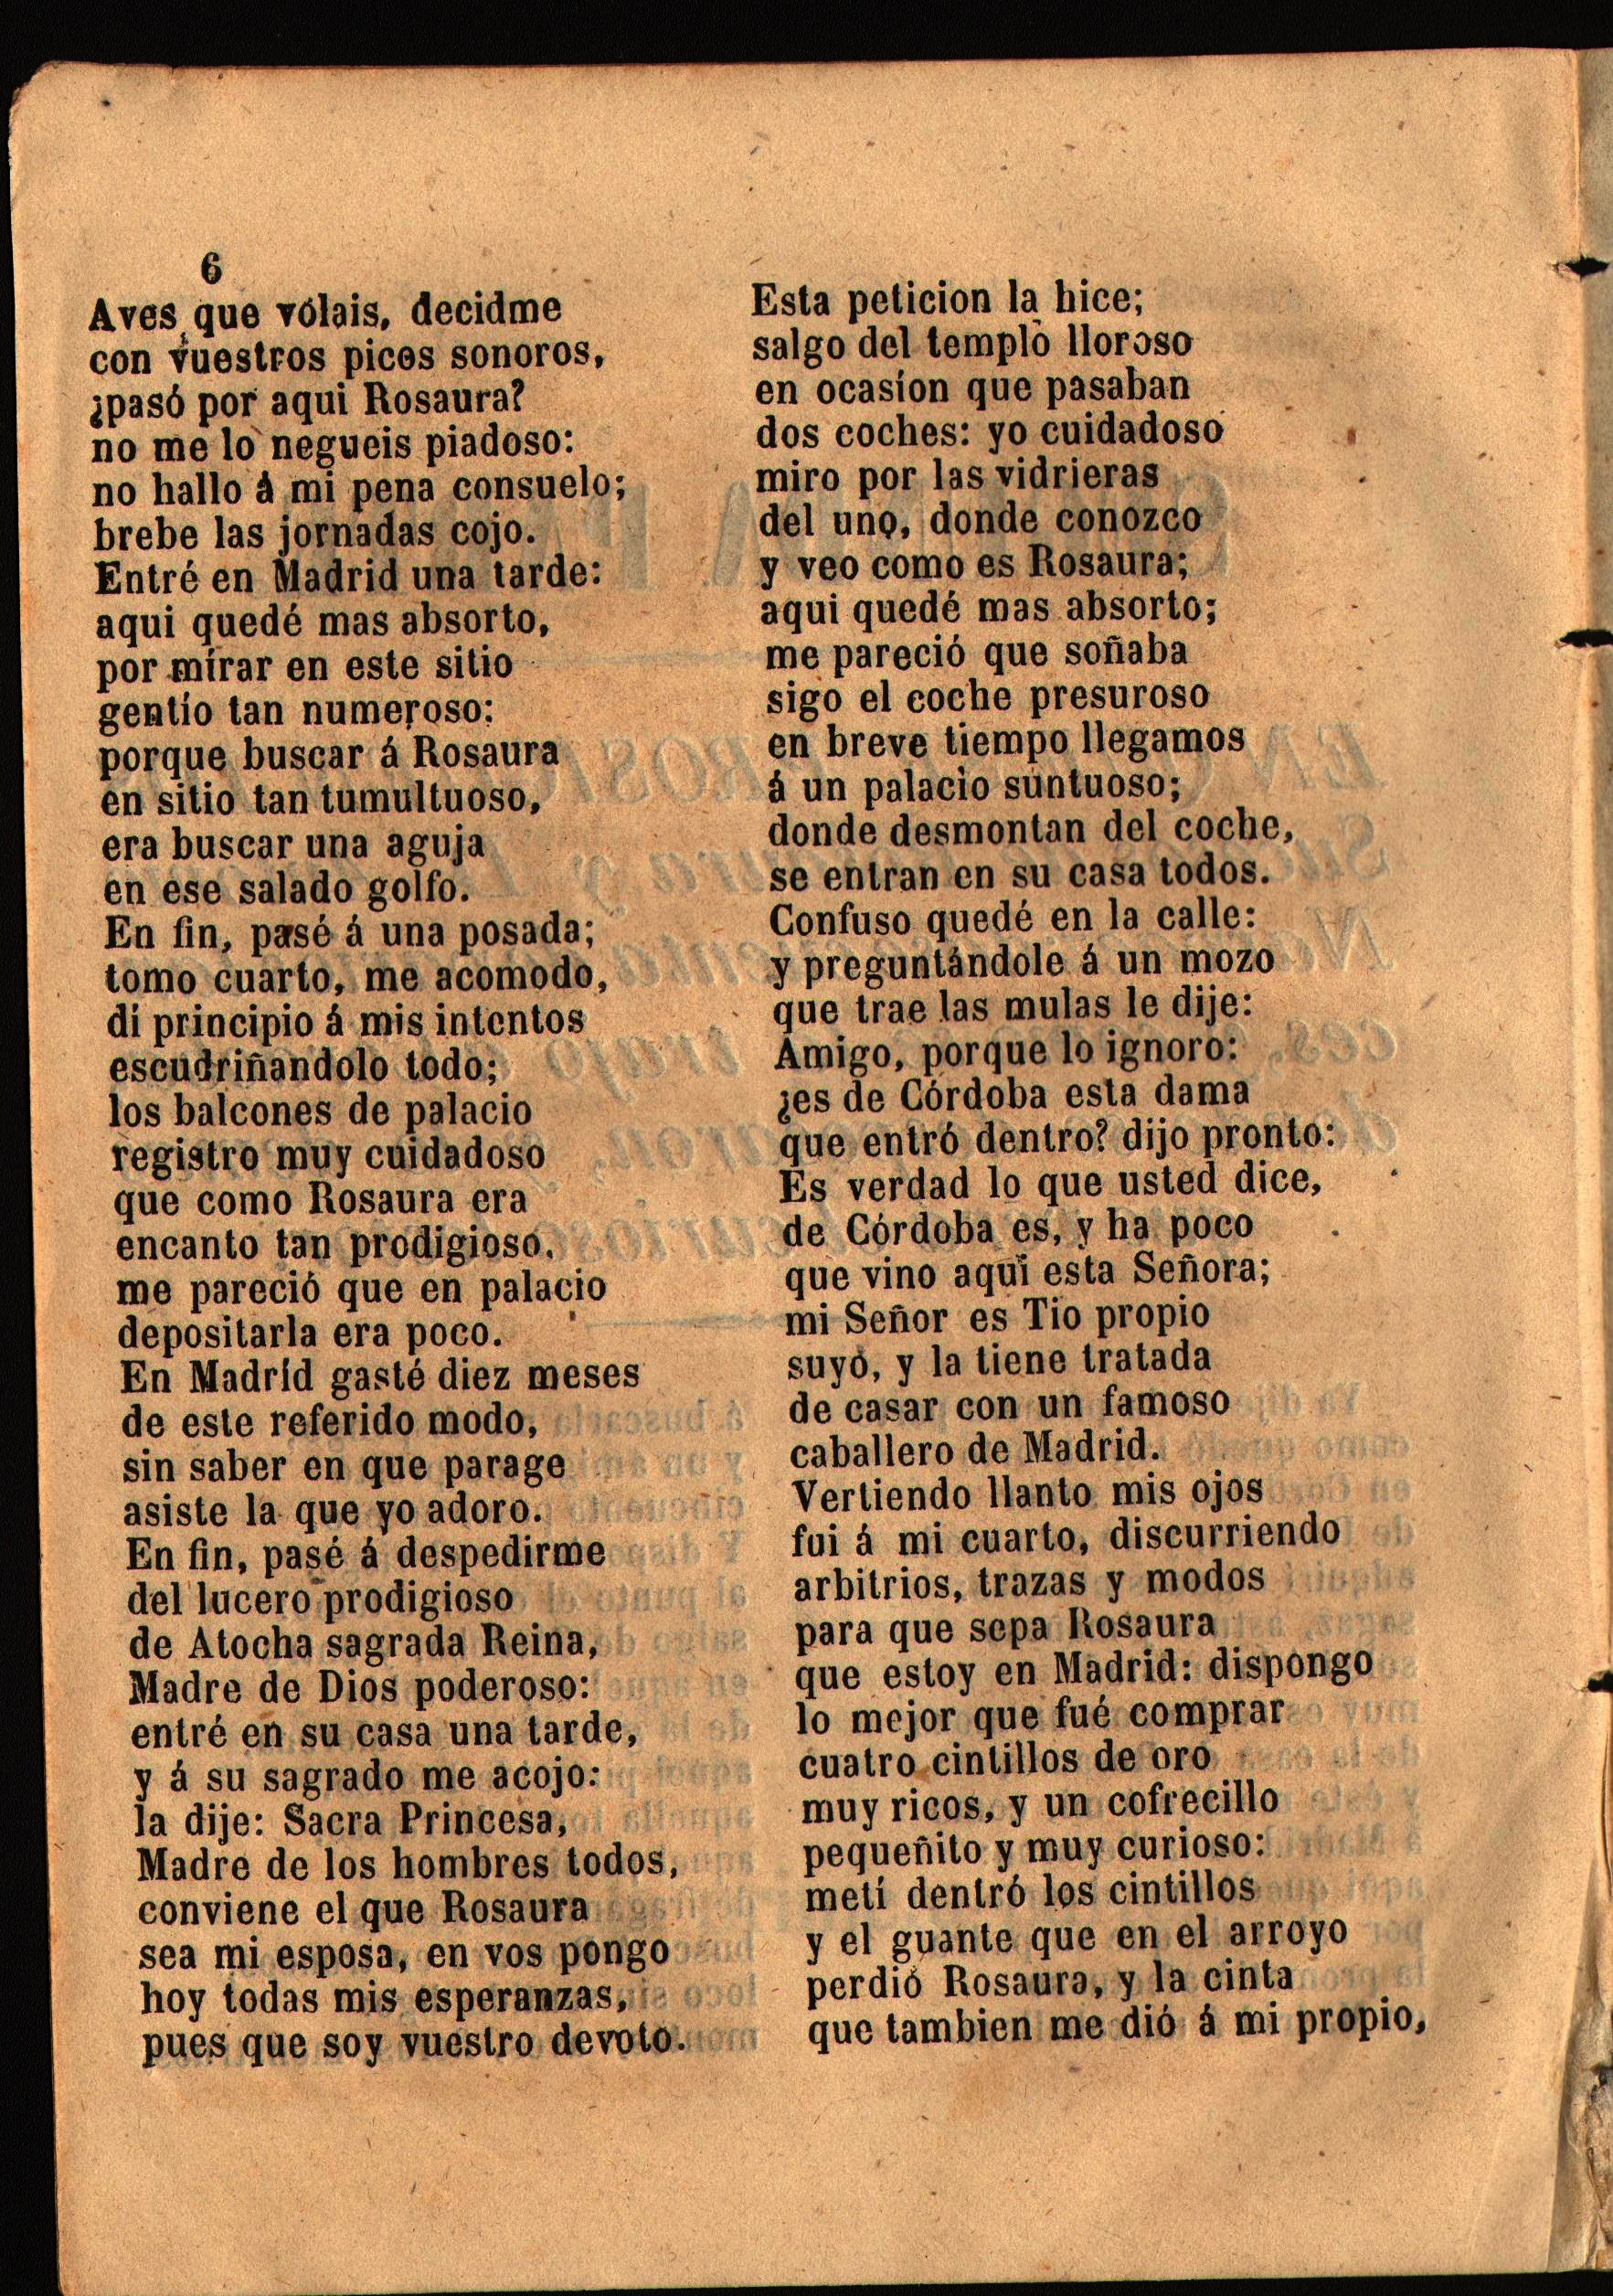 6
Aves que volais, decidme
con vuestros picos sonoros,
¿pasó por aqui Rosaura?
no me lo negueis piadoso:
no hallo á mi pena consuelo;
brebe las jornadas cojo.
Entré en Madrid una tarde:
aqui quedé mas absorto,
por mirar en este sitio
gentío tan numeroso:
porque buscar á Rosaura
en sitio tan tumultuoso,
era buscar una aguja
en ese salado golfo.
En fin, pasé á una posada;
tomo cuarto, me acomodo,
di principio á mis intentos
escudriñandolo todo;
los balcones de palacio
registro muy cuidadoso
que como Rosaura era
encanto tan prodigioso,
me pareció que en palacio
depositarla era poco.
En Madrid gasté diez meses
de este referido modo,
sin saber en que parage
asiste la que yo adoro.
En fin, pasé á despedirme
del lucero prodigioso
de Atocha sagrada Reina,
Madre de Dios poderoso:
entré en su casa una tarde,
y á su sagrado me acojo:
la dije: Sacra Princesa,
Madre de los hombres todos,
conviene el que Rosaura
sea mi esposa, en vos pongo
hoy todas mis esperanzas,
pues que soy vuestro devoto.
Esta peticion la hice;
salgo del templo lloroso
en ocasion que pasaban
dos coches: yo cuidadoso
miro por las vidrieras
del uno, donde conozco
y veo como es Rosaura;
aqui quedé mas absorto;
me pareció que soñaba
sigo el coche presuroso
en breve tiempo llegamos
á un palacio suntuoso;
donde desmontan del coche,
se entran en su casa todos.
Confuso quedé en la calle:
y preguntándole á un mozo
que trae las mulas le dije:
Amigo, porque lo ignoro:
¿es de Córdoba esta dama
que entró dentro? dijo pronto:
Es verdad lo que usted dice,
de Córdoba es, y ha poco
que vino aqui esta Señora;
mi Señor es Tio propio
suyo, y la tiene tratada
de casar con un famoso
caballero de Madrid.
Vertiendo llanto mis ojos
fui á mi cuarto, discurriendo
arbitrios, trazas y modos
para que sepa Rosaura
que estoy en Madrid: dispongo
lo mejor que fué comprar
cuatro cintillos de oro
muy ricos, y un cofrecillo
pequeñito y muy curioso:
metí dentró los cintillos
y el guante que en el arroyo
perdió Rosaura, y la cinta
que tambien me dió á mi propio,